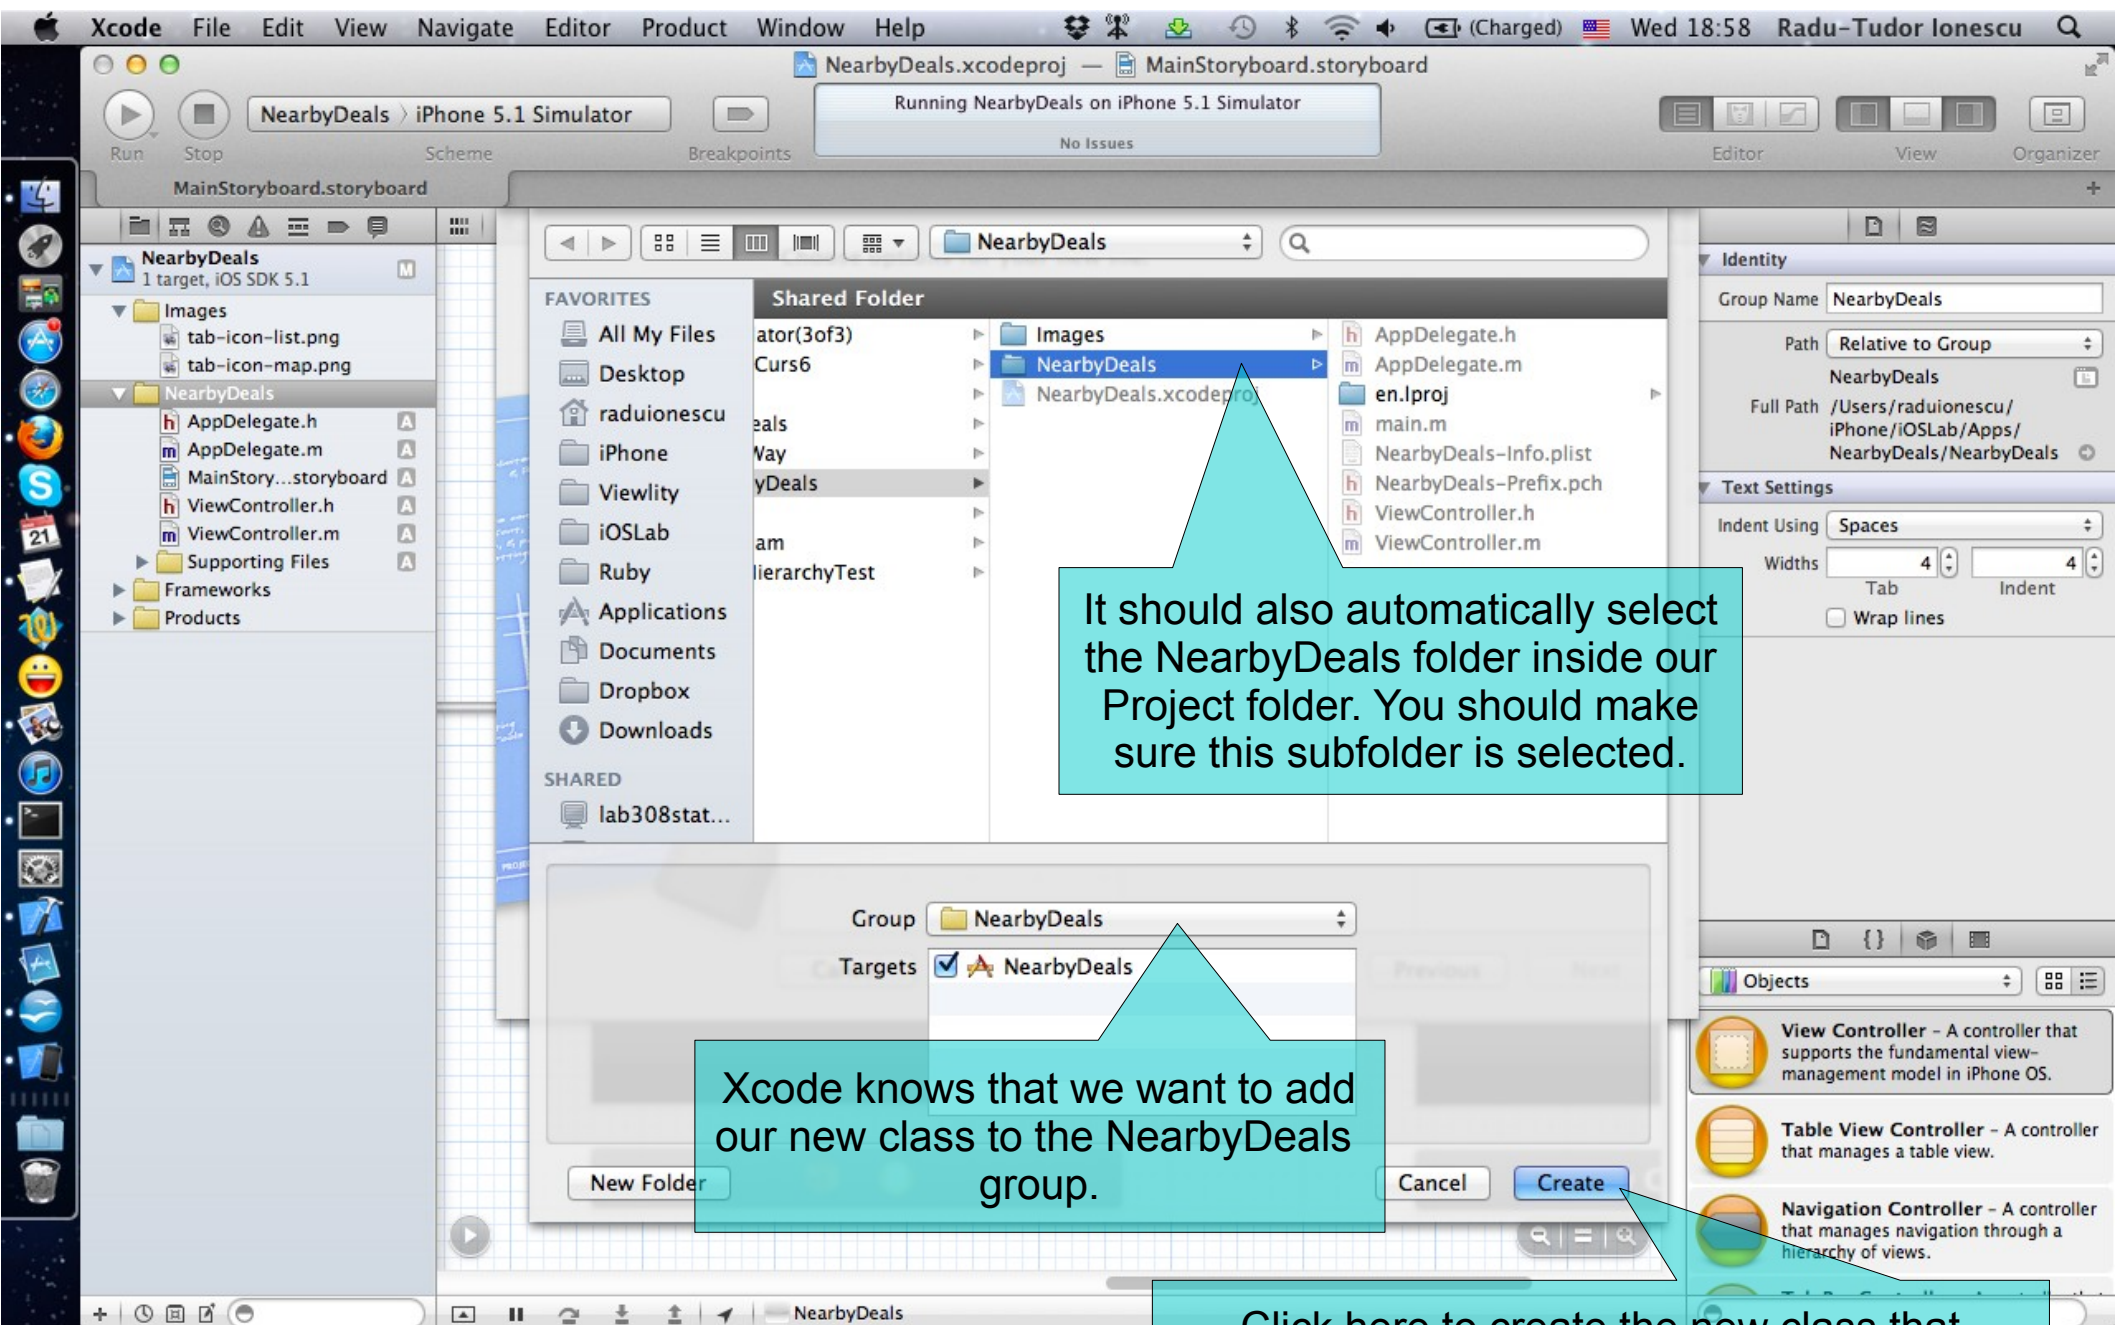 Xcode File Edit View Navigate Editor Product Window Help (Charged) Wed 18:58 Radu-Tudor Ionescu
NearbyDeals.xcodeproj — MainStoryboard.storyboard
NearbyDeals iPhone 5.1 Simulator
Running NearbyDeals on iPhone 5.1 Simulator
No Issues
Run Stop Scheme Breakpoints Editor View Organizer
MainStoryboard.storyboard
NearbyDeals
1 target, iOS SDK 5.1
M
Images
tab-icon-list.png
tab-icon-map.png
NearbyDeals
AppDelegate.h A
AppDelegate.m A
MainStory...storyboard A
ViewController.h A
ViewController.m A
Supporting Files A
Frameworks
Products
NearbyDeals
FAVORITES
All My Files
Desktop
raduionescu
iPhone
Viewlity
iOSLab
Ruby
Applications
Documents
Dropbox
Downloads
SHARED
lab308stat...
Shared Folder
ator(3of3)
Curs6
eals
Way
yDeals
am
lierarchyTest
Images
NearbyDeals
NearbyDeals.xcodeproj
AppDelegate.h
AppDelegate.m
en.lproj
main.m
NearbyDeals-Info.plist
NearbyDeals-Prefix.pch
ViewController.h
ViewController.m
It should also automatically select
the NearbyDeals folder inside our
Project folder. You should make
sure this subfolder is selected.
Group NearbyDeals
Targets NearbyDeals
Previous Next
Xcode knows that we want to add
our new class to the NearbyDeals
group.
New Folder Cancel Create
Identity
Group Name NearbyDeals
Path Relative to Group
NearbyDeals
Full Path /Users/raduionescu/
iPhone/iOSLab/Apps/
NearbyDeals/NearbyDeals
Text Settings
Indent Using Spaces
Widths 4 4
Tab Indent
Wrap lines
Objects
View Controller - A controller that
supports the fundamental view-
management model in iPhone OS.
Table View Controller - A controller
that manages a table view.
Navigation Controller - A controller
that manages navigation through a
hierarchy of views.
NearbyDeals
Click here to create the new class that
21